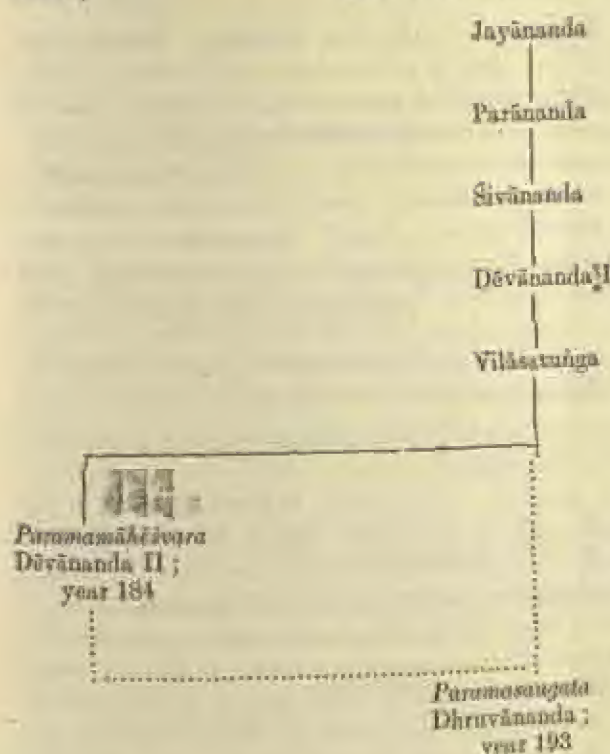 Jayānanda
Parānanda
Śivānanda
Dēvānanda I
Vilāsatuṅga
Paramamāhēśvara
Dēvānanda II ;
year 184
Paramasaugata
Dhruvānanda ;
year 193